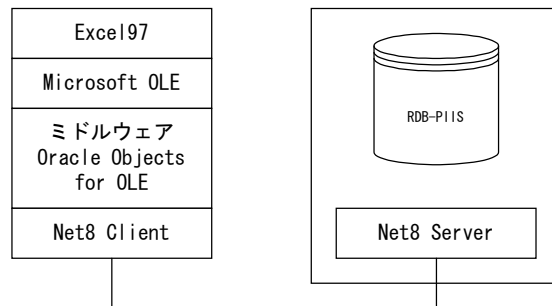 Excel97
Microsoft OLE
ミドルウェア
Oracle Objects
for OLE
Net8 Client
RDB-PIIS
Net8 Server